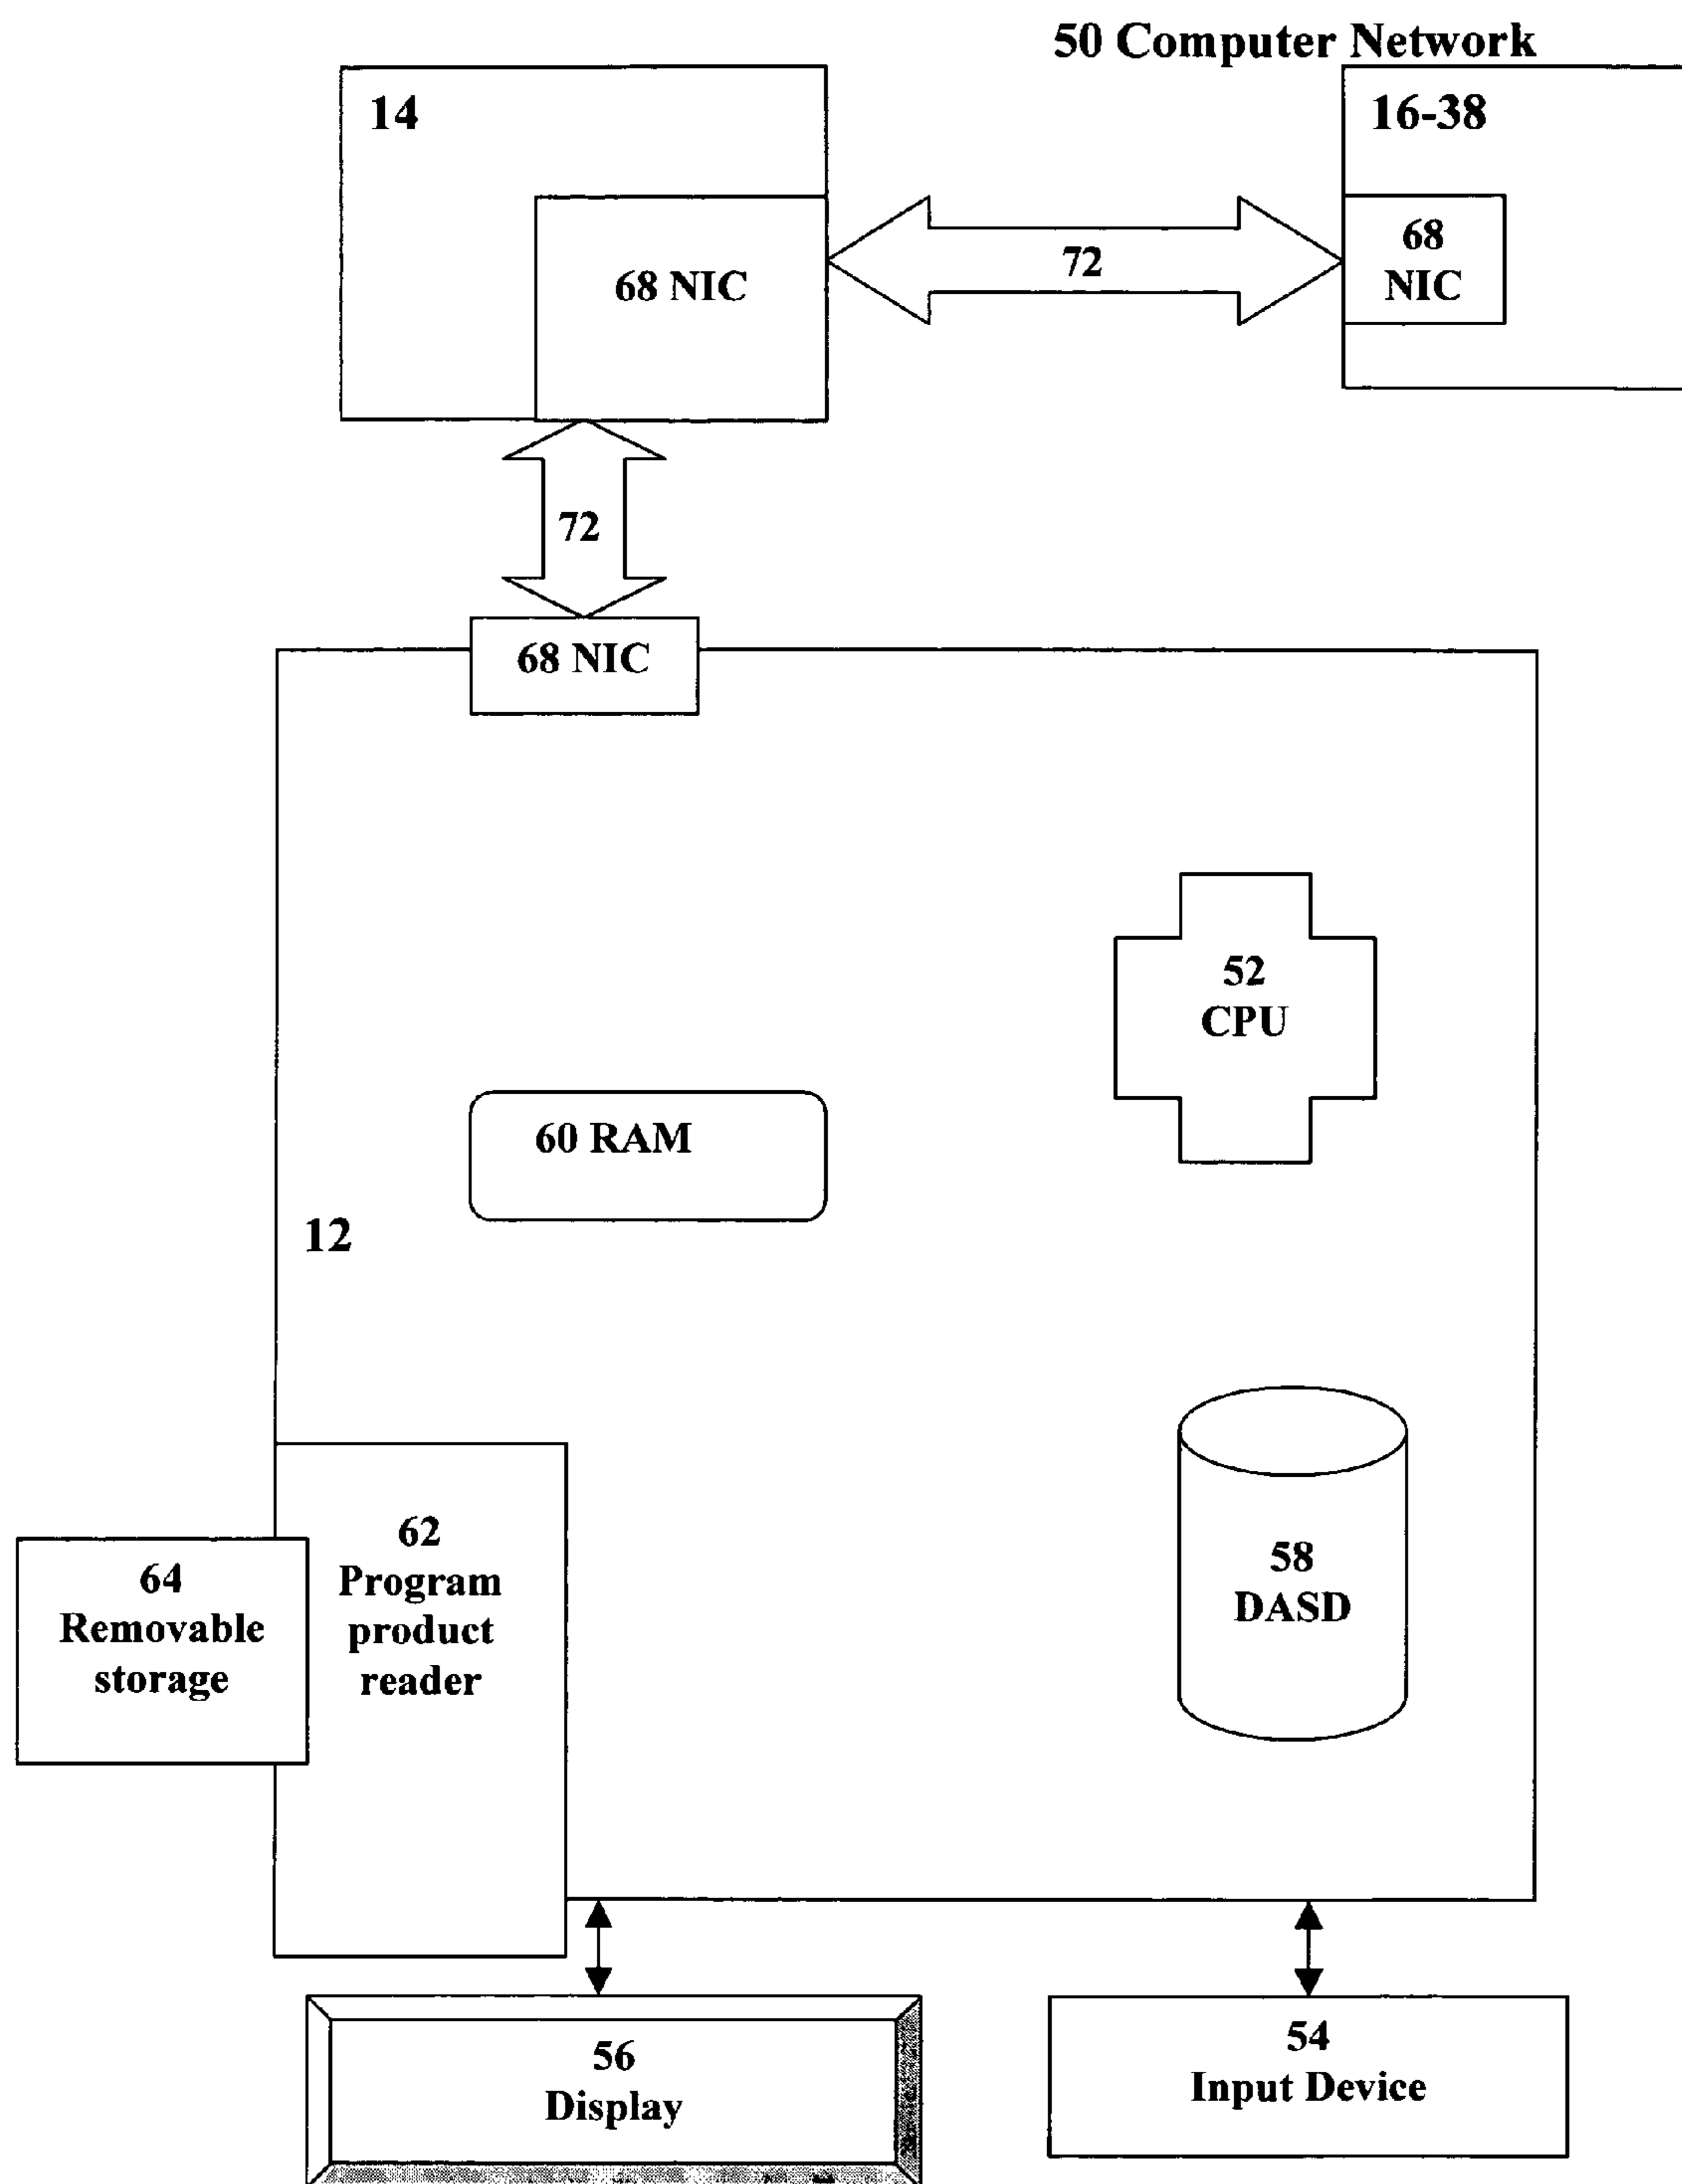 50 Computer Network
14
16-38
68 NIC
72
68
NIC
72
68 NIC
52
CPU
60 RAM
12
62
Program
product
reader
64
Removable
storage
58
DASD
56
Display
54
Input Device